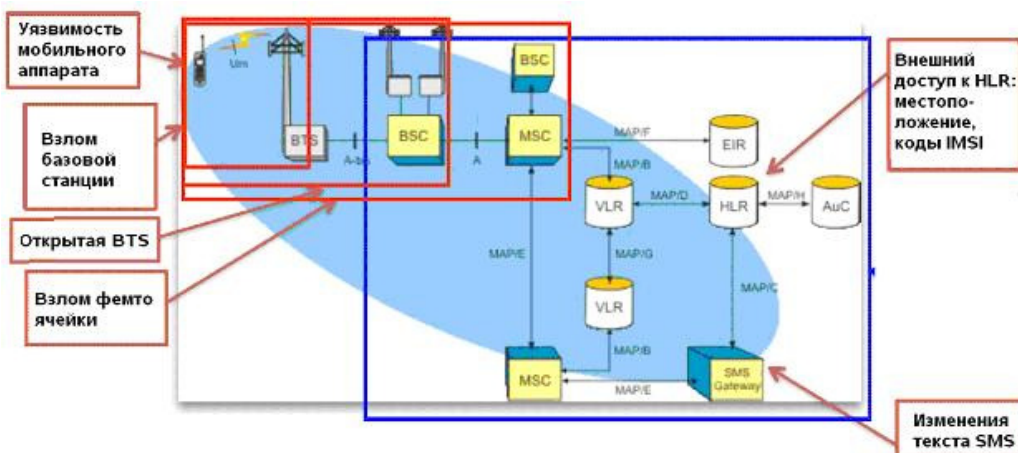 Уязвимость
мобильного
аппарата
Взлом
базовой
станции
Открытая BTS
Взлом фемто
ячейки
Um
BTS
A-bis
BSC
A
BSC
MSC
MAP/F
EIR
MAP/B
VLR
MAP/D
HLR
MAP/H
AuC
MAP/E
MAP/G
MAP/C
VLR
MAP/B
MSC
MAP/E
SMS
Gateway
Внешний
доступ к HLR:
местопо-
ложение,
коды IMSI
Изменения
текста SMS